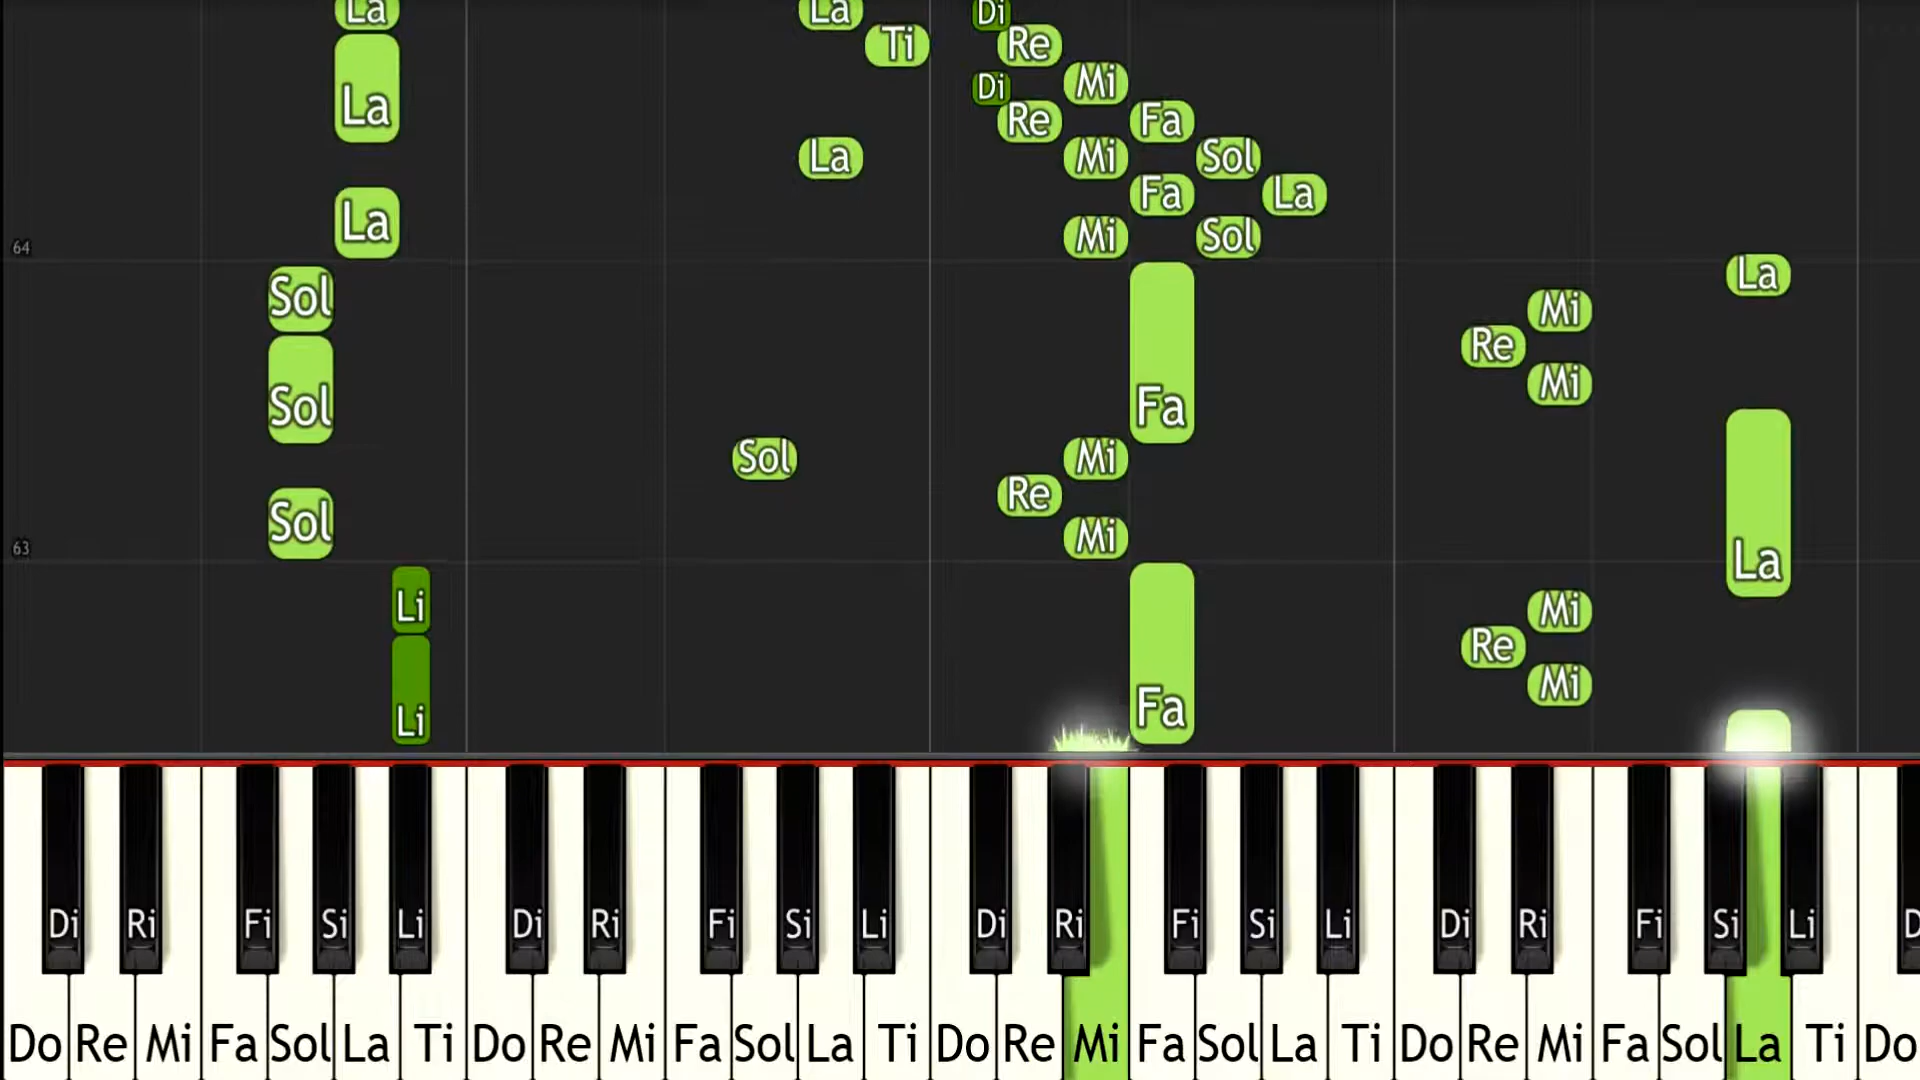 La La Di
Ti Re
Mi
Di
La Re Fa
La Mi Sol
Fa La
La
Mi Sol
64
La
Sol Mi
Re
Mi
Sol Fa
Sol Mi
Re
Sol Mi
63
La
Li Mi
Re
Mi
Li Fa
Di Ri Fi Si Li Di Ri Fi Si Li Di Ri Fi Si Li Di Ri Fi Si Li D
Do Re Mi Fa Sol La Ti Do Re Mi Fa Sol La Ti Do Re Mi Fa Sol La Ti Do Re Mi Fa Sol La Ti Do